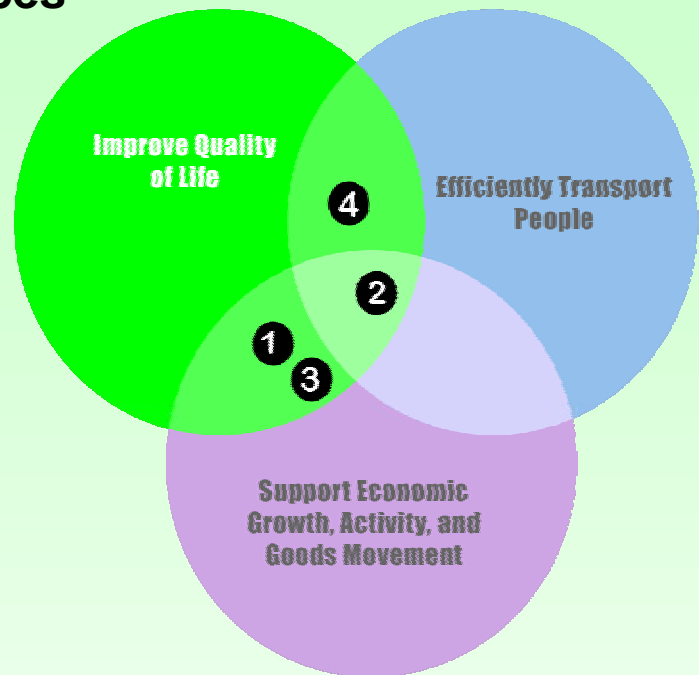 Improve Quality
of Life
Efficiently Transport
People
4
2
1
3
Support Economic
Growth, Activity, and
Goods Movement